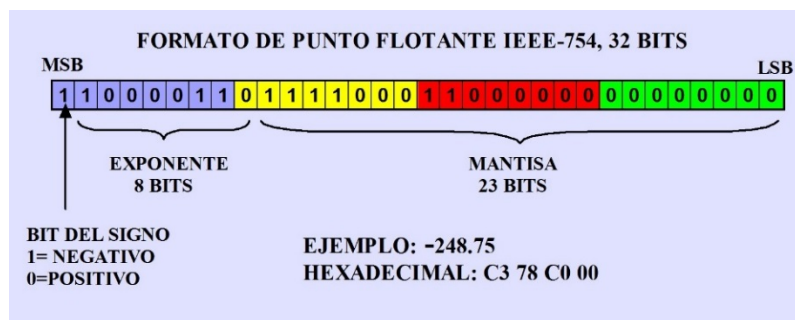 FORMATO DE PUNTO FLOTANTE IEEE-754, 32 BITS
MSB LSB
1 1 0 0 0 0 1 1 0 1 1 1 1 0 0 0 1 1 0 0 0 0 0 0 0 0 0 0 0 0 0 0
EXPONENTE MANTISA
8 BITS 23 BITS
BIT DEL SIGNO
1= NEGATIVO
0=POSITIVO
EJEMPLO: -248.75
HEXADECIMAL: C3 78 C0 00